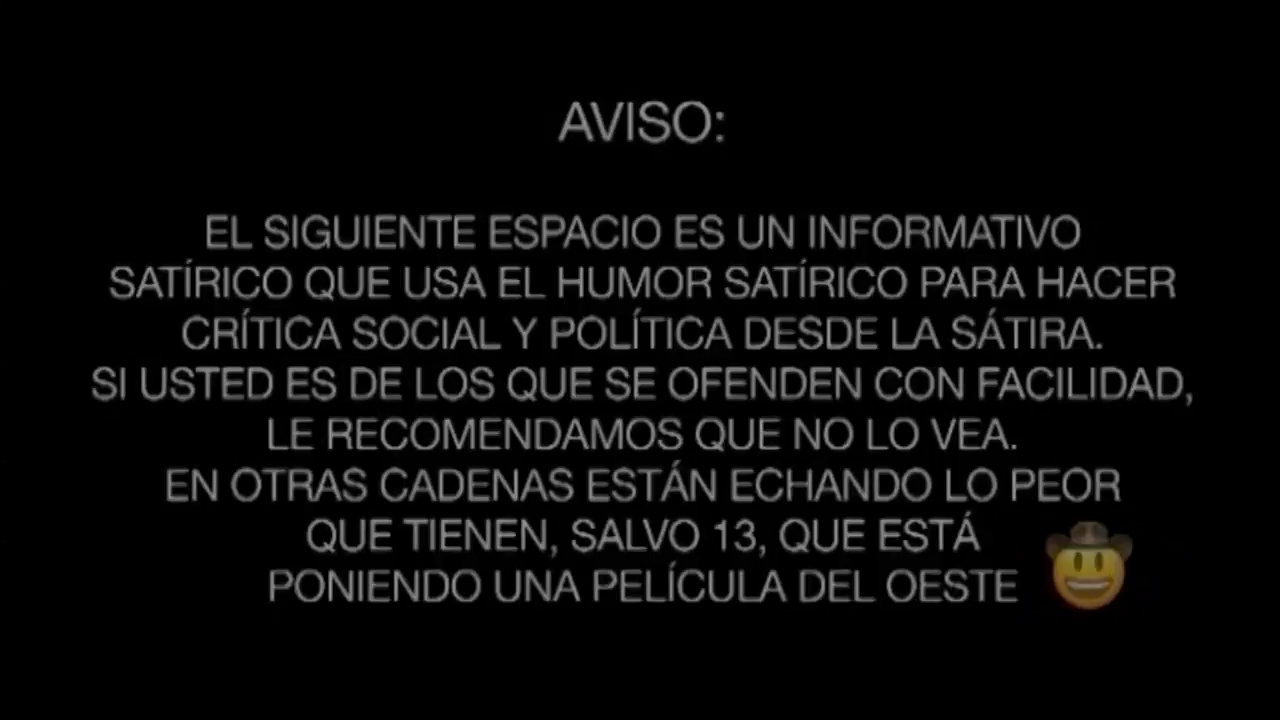 AVISO:
EL SIGUIENTE ESPACIO ES UN INFORMATIVO
SATÍRICO QUE USA EL HUMOR SATÍRICO PARA HACER
CRÍTICA SOCIAL Y POLÍTICA DESDE LA SÁTIRA.
SI USTED ES DE LOS QUE SE OFENDEN CON FACILIDAD,
LE RECOMENDAMOS QUE NO LO VEA.
EN OTRAS CADENAS ESTÁN ECHANDO LO PEOR
QUE TIENEN, SALVO 13, QUE ESTÁ
PONIENDO UNA PELÍCULA DEL OESTE